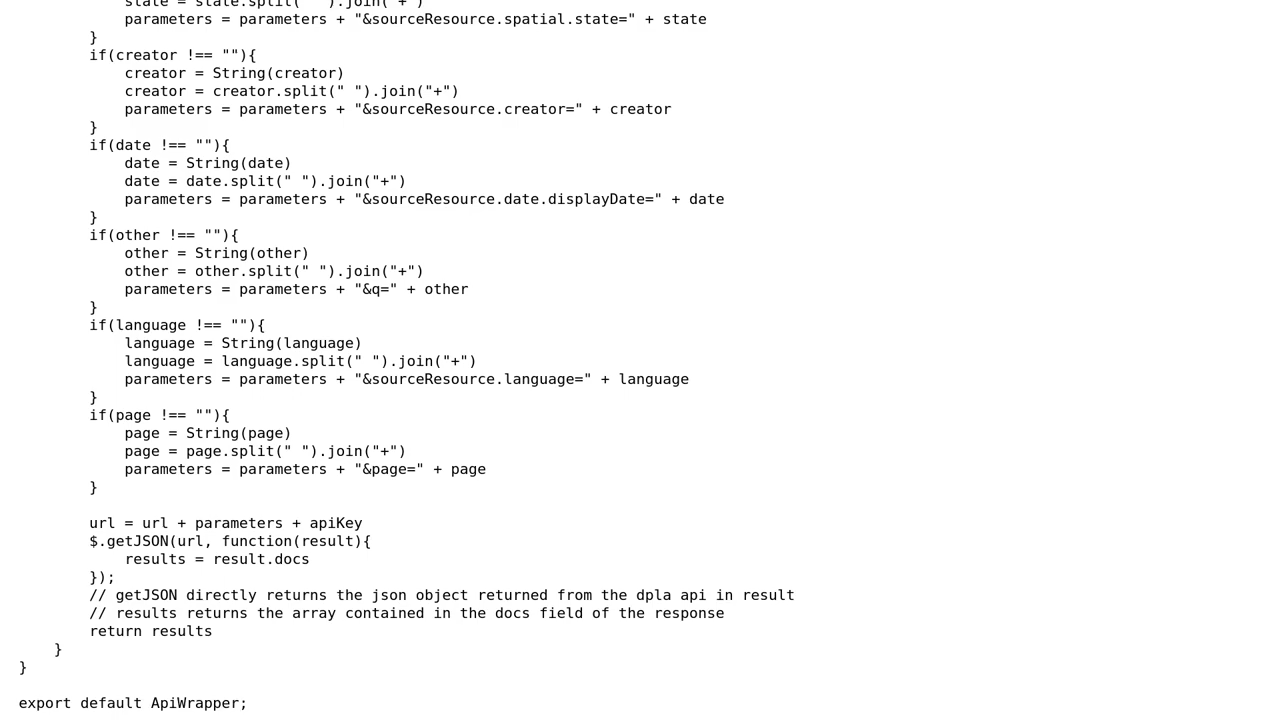 state = state.split(" ").join("+")
parameters = parameters + "&sourceResource.spatial.state=" + state
}
if(creator !== ""){
creator = String(creator)
creator = creator.split(" ").join("+")
parameters = parameters + "&sourceResource.creator=" + creator
}
if(date !== ""){
date = String(date)
date = date.split(" ").join("+")
parameters = parameters + "&sourceResource.date.displayDate=" + date
}
if(other !== ""){
other = String(other)
other = other.split(" ").join("+")
parameters = parameters + "&q=" + other
}
if(language !== ""){
language = String(language)
language = language.split(" ").join("+")
parameters = parameters + "&sourceResource.language=" + language
}
if(page !== ""){
page = String(page)
page = page.split(" ").join("+")
parameters = parameters + "&page=" + page
}
url = url + parameters + apiKey
$.getJSON(url, function(result){
results = result.docs
});
// getJSON directly returns the json object returned from the dpla api in result
// results returns the array contained in the docs field of the response
return results
}
}
export default ApiWrapper;